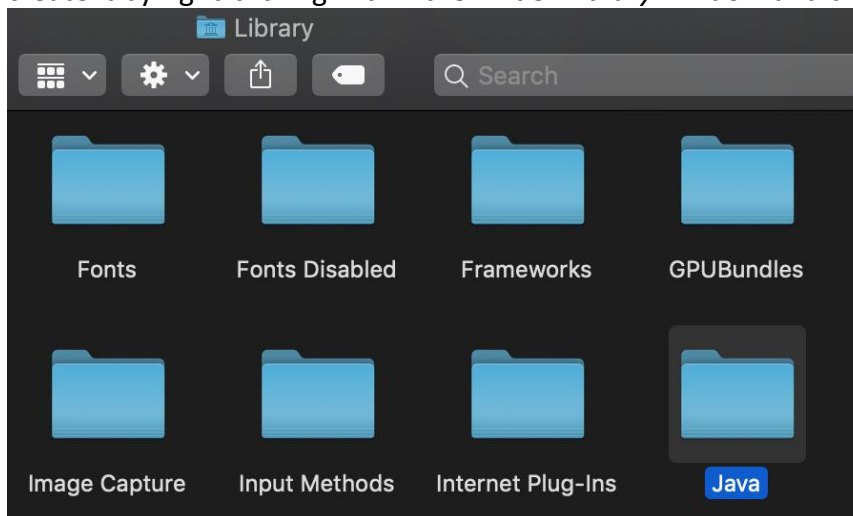 Library
Search
Fonts Fonts Disabled Frameworks GPUBundles
Image Capture Input Methods Internet Plug-Ins Java